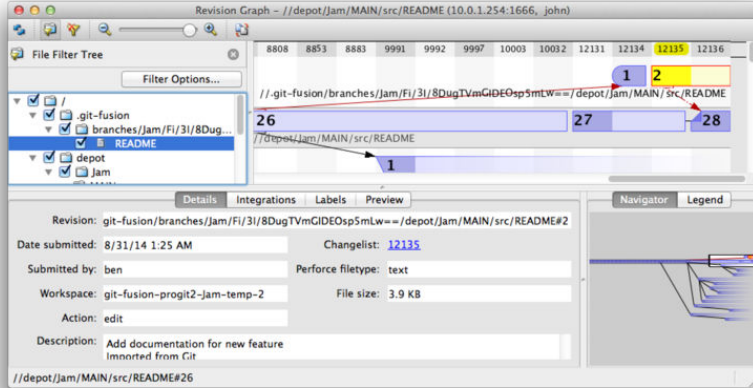 Revision Graph - //depot/Jam/MAIN/src/README (10.0.1.254:1666, john)
File Filter Tree
Filter Options...
/
.git-fusion
branches/Jam/Fi/3I/8Dug...
README
depot
Jam
8808 8853 8883 9991 9992 9997 10003 10032 12131 12134 12135 12136
1 2
//.git-fusion/branches/Jam/Fi/3I/8DugTVmGIDEOsp5mLw==/depot/Jam/MAIN/src/README
26 27 28
//depot/Jam/MAIN/src/README
1
Details Integrations Labels Preview
Revision: git-fusion/branches/Jam/Fi/3I/8DugTVmGIDEOsp5mLw==/depot/Jam/MAIN/src/README#2
Date submitted: 8/31/14 1:25 AM Changelist: 12135
Submitted by: ben Perforce filetype: text
Workspace: git-fusion-progit2-Jam-temp-2 File size: 3.9 KB
Action: edit
Description: Add documentation for new feature
Imported from Git
Navigator Legend
//depot/Jam/MAIN/src/README#26